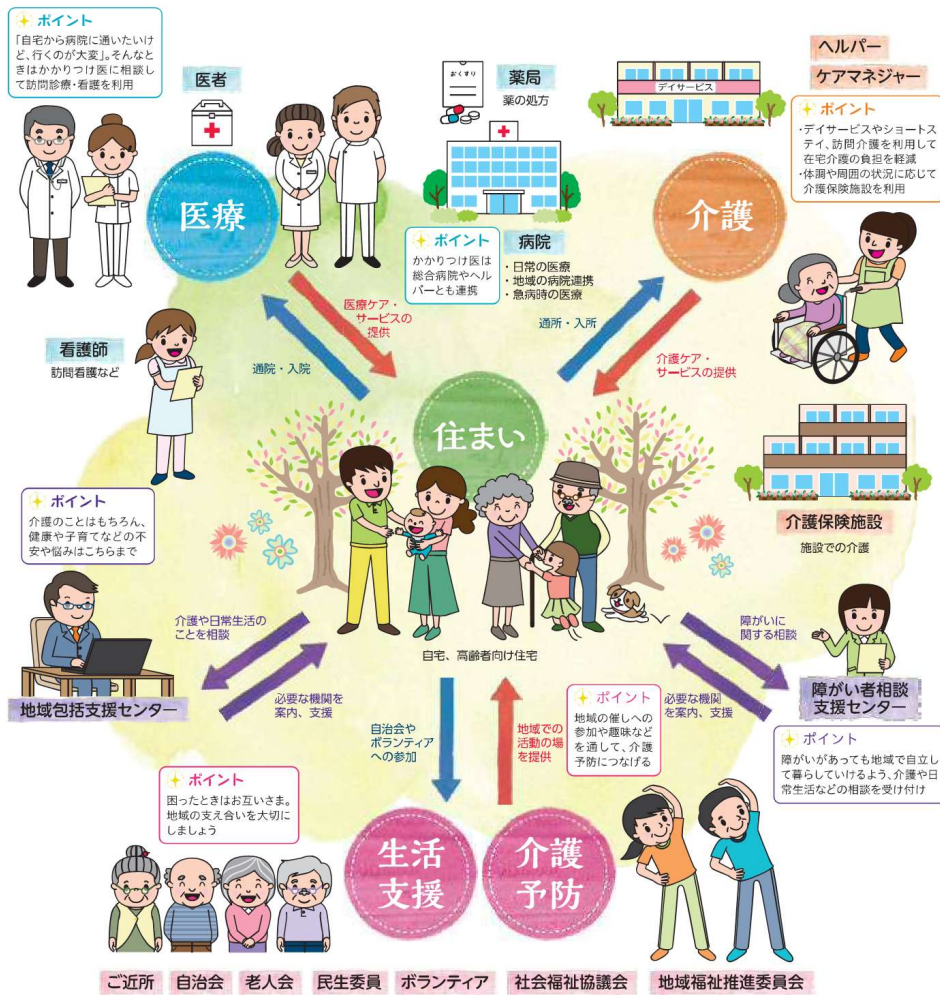 ポイント
「自宅から病院に通いたいけ
ど、行くのが大変」。そんなと
きはかかりつけ医に相談し
て訪問診療・看護を利用
医者
おくすり
薬局
薬の処方
デイサービス
ヘルパー
ケアマネジャー
ポイント
・デイサービスやショートス
テイ、訪問介護を利用して
在宅介護の負担を軽減
・体調や周囲の状況に応じて
介護保険施設を利用
医療
介護
ポイント
かかりつけ医は
総合病院やヘル
パーとも連携
病院
・日常の医療
・地域の病院連携
・急病時の医療
医療ケア・
サービスの
提供
通院・入院
通所・入所
介護ケア・
サービスの提供
看護師
訪問看護など
住まい
介護保険施設
施設での介護
ポイント
介護のことはもちろん、
健康や子育てなどの不
安や悩みはこちらまで
介護や日常生活の
ことを相談
必要な機関を
案内、支援
地域包括支援センター
自宅、高齢者向け住宅
障がいに
関する相談
必要な機関
を案内、支援
障がい者相談
支援センター
ポイント
障がいがあっても地域で自立し
て暮らしていけるよう、介護や日
常生活などの相談を受け付け
自治会や
ボランティア
への参加
地域での
活動の場
を提供
ポイント
地域の催しへの
参加や趣味など
を通して、介護
予防につなげる
ポイント
困ったときはお互いさま。
地域の支え合いを大切に
しましょう
生活
支援
介護
予防
ご近所
自治会
老人会
民生委員
ボランティア
社会福祉協議会
地域福祉推進委員会